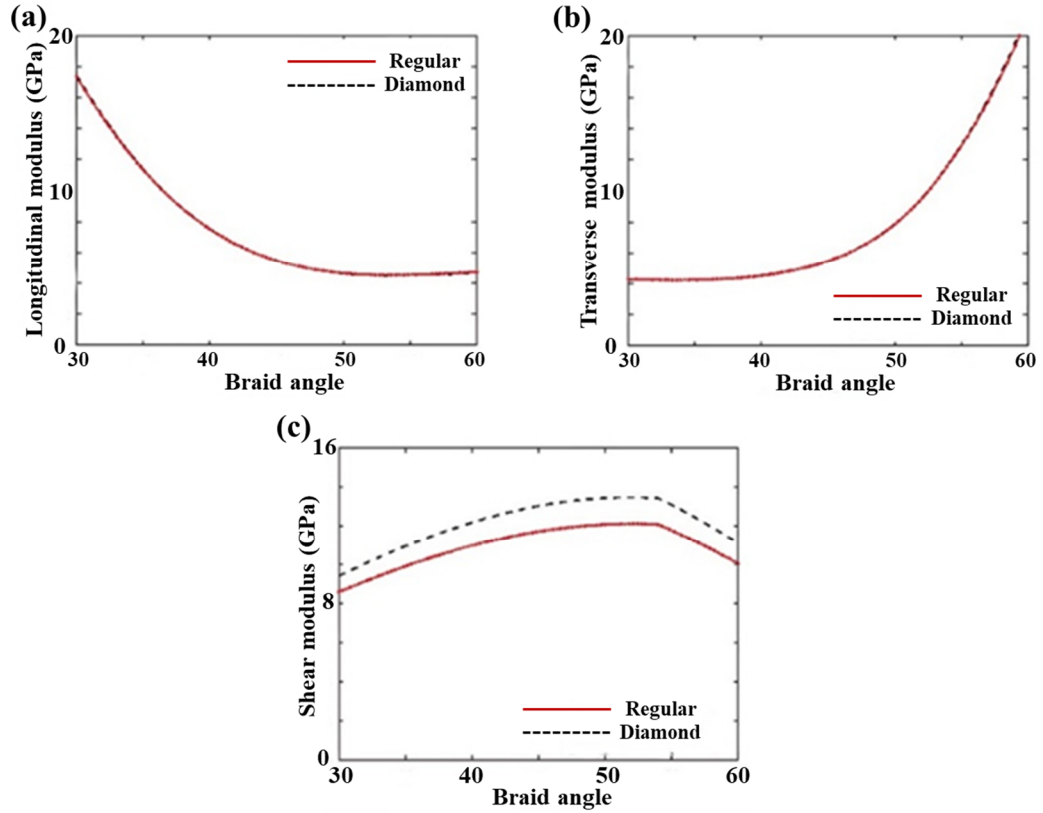 (a)
Longitudinal modulus (GPa)
20
10
0
30 40 50 60
Braid angle
Regular
Diamond
(b)
Transverse modulus (GPa)
20
10
0
30 40 50 60
Braid angle
Regular
Diamond
(c)
Shear modulus (GPa)
16
8
0
30 40 50 60
Braid angle
Regular
Diamond